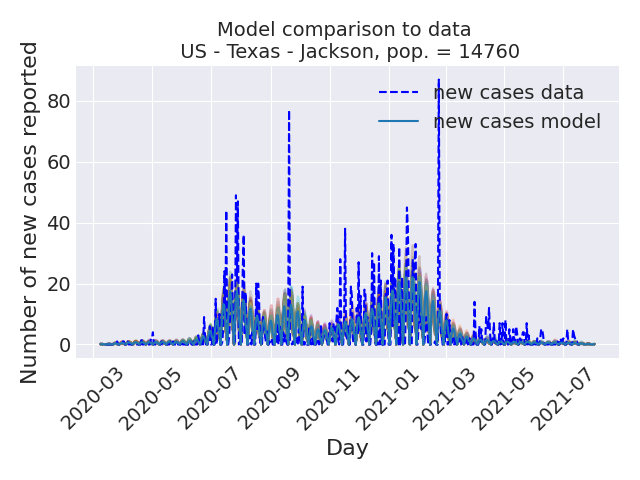 Model comparison to data
US - Texas - Jackson, pop. = 14760
Number of new cases reported
80
60
40
20
0
new cases data
new cases model
2020-03
2020-05
2020-07
2020-09
2020-11
2021-01
2021-03
2021-05
2021-07
Day